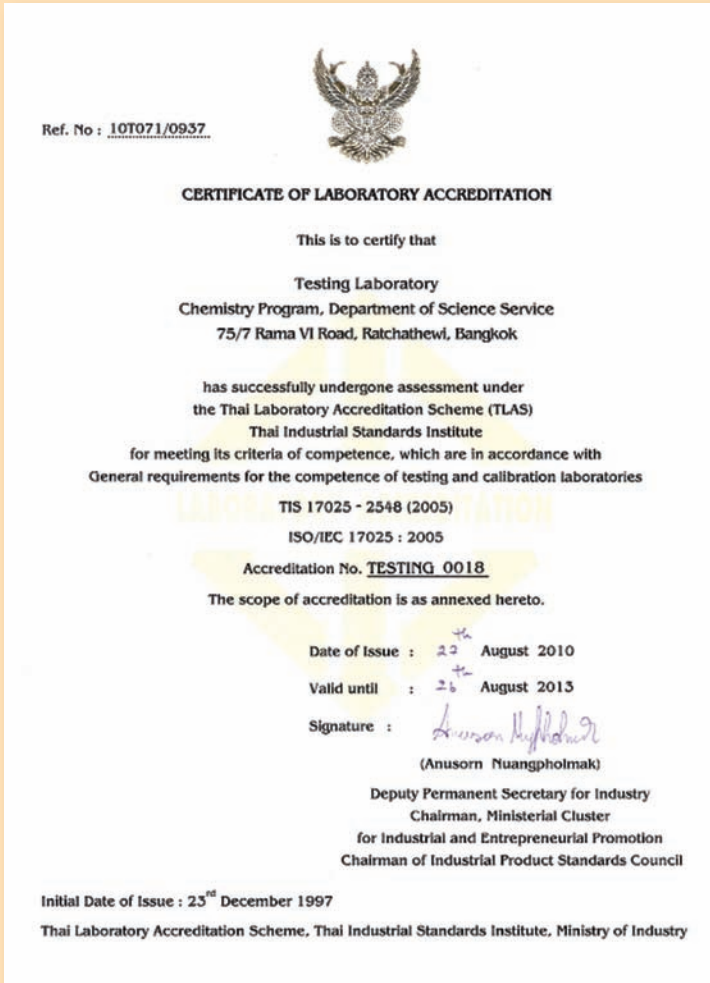 Ref. No : 10T071/0937
CERTIFICATE OF LABORATORY ACCREDITATION
This is to certify that
Testing Laboratory
Chemistry Program, Department of Science Service
75/7 Rama VI Road, Ratchathewi, Bangkok
has successfully undergone assessment under
the Thai Laboratory Accreditation Scheme (TLAS)
Thai Industrial Standards Institute
for meeting its criteria of competence, which are in accordance with
General requirements for the competence of testing and calibration laboratories
TIS 17025 - 2548 (2005)
ISO/IEC 17025 : 2005
Accreditation No. TESTING 0018
The scope of accreditation is as annexed hereto.
Date of Issue : th August 2010
Valid until : 26th August 2013
Signature :
(Anusorn Nuangpholmak)
Deputy Permanent Secretary for Industry
Chairman, Ministerial Cluster
for Industrial and Entrepreneurial Promotion
Chairman of Industrial Product Standards Council
Initial Date of Issue : 23rd December 1997
Thai Laboratory Accreditation Scheme, Thai Industrial Standards Institute, Ministry of Industry